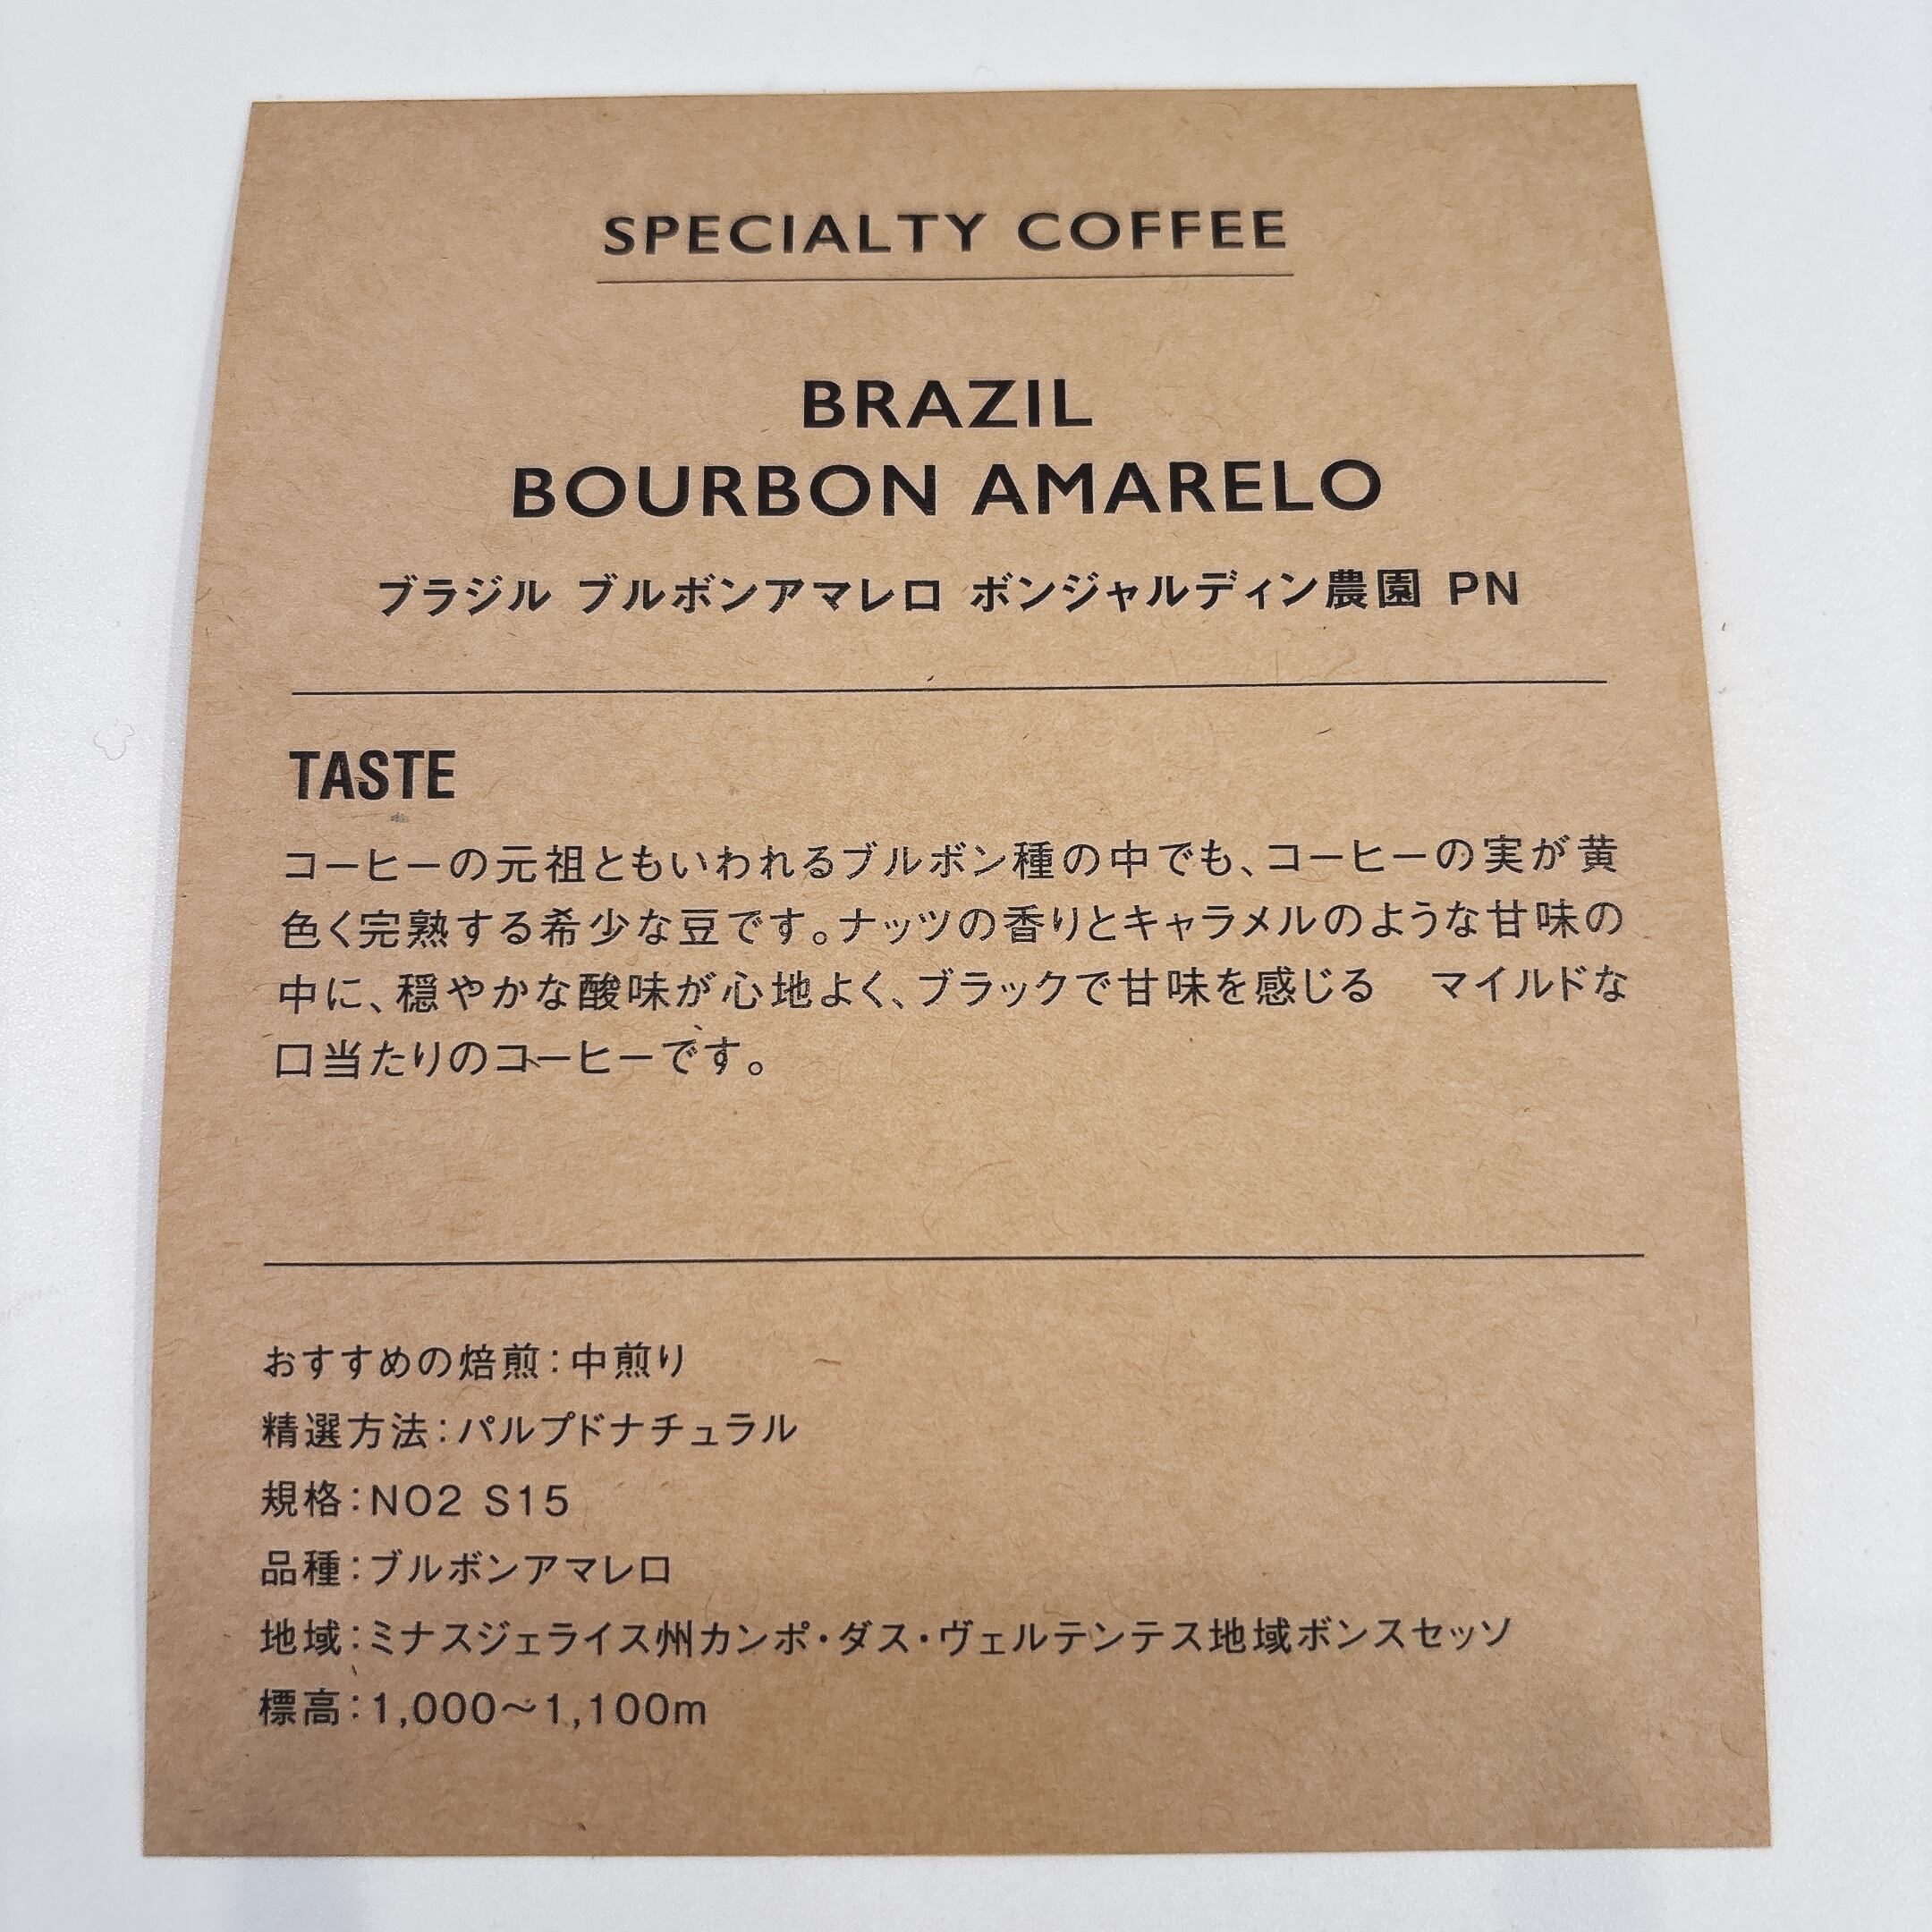 SPECIALTY COFFEE
BRAZIL
BOURBON AMARELO
ブラジル ブルボンアマレロ ボンジャルディン農園 PN
TASTE
コーヒーの元祖ともいわれるブルボン種の中でも、コーヒーの実が黄
色く完熟する希少な豆です。ナッツの香りとキャラメルのような甘味の
中に、穏やかな酸味が心地よく、ブラックで甘味を感じる　マイルドな
口当たりのコーヒーです。
おすすめの焙煎：中煎り
精選方法：パルプドナチュラル
規格：NO2 S15
品種：ブルボンアマレロ
地域：ミナスジェライス州カンポ・ダス・ヴェルテンテス地域ボンスセッソ
標高：1,000〜1,100m